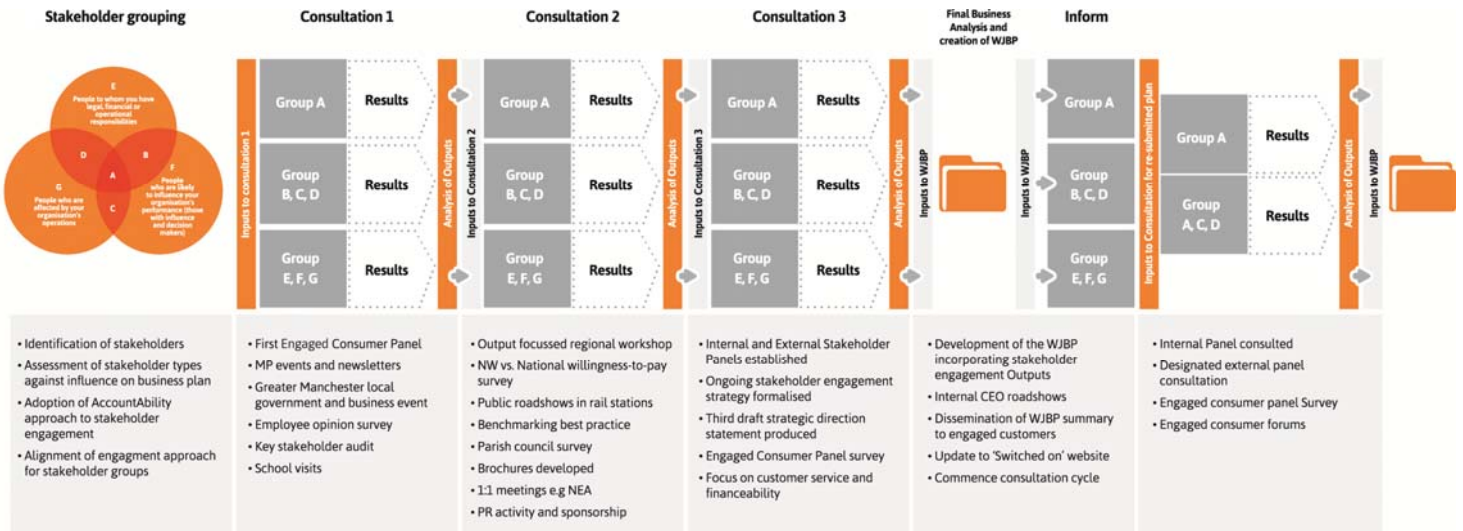 Stakeholder grouping
E
People to whom you have
legal, financial or
operational
responsibilities
D
B
A
C
G
People who are
affected by your
organisation's
operations
F
People
who are likely
to influence your
organisation's
performance (those
with influence
and decision
makers)
• Identification of stakeholders
• Assessment of stakeholder types
against influence on business plan
• Adoption of AccountAbility
approach to stakeholder
engagement
• Alignment of engagment approach
for stakeholder groups
Consultation 1
Inputs to consultation 1
Group A
Results
Group
B, C, D
Results
Group
E, F, G
Results
Analysis of Outputs
• First Engaged Consumer Panel
• MP events and newsletters
• Greater Manchester local
government and business event
• Employee opinion survey
• Key stakeholder audit
• School visits
Consultation 2
Inputs to Consultation 2
Group A
Results
Group
B, C, D
Results
Group
E, F, G
Results
Analysis of Outputs
• Output focussed regional workshop
• NW vs. National willingness-to-pay
survey
• Public roadshows in rail stations
• Benchmarking best practice
• Parish council survey
• Brochures developed
• 1:1 meetings e.g NEA
• PR activity and sponsorship
Consultation 3
Inputs to Consultation 3
Group A
Results
Group
B, C, D
Results
Group
E, F, G
Results
Analysis of Outputs
• Internal and External Stakeholder
Panels established
• Ongoing stakeholder engagement
strategy formalised
• Third draft strategic direction
statement produced
• Engaged Consumer Panel survey
• Focus on customer service and
financeability
Final Business
Analysis and
creation of WJBP
Inputs to WJBP
Inputs to WJBP
Inform
Group A
Group
B, C, D
Group
E, F, G
• Development of the WJBP
incorporating stakeholder
engagement Outputs
• Internal CEO roadshows
• Dissemination of WJBP summary
to engaged customers
• Update to 'Switched on' website
• Commence consultation cycle
Inputs to Consultation for re-submitted plan
Group A
Results
Group
A, C, D
Results
Analysis of Outputs
Inputs to WJBP
• Internal Panel consulted
• Designated external panel
consultation
• Engaged consumer panel Survey
• Engaged consumer forums